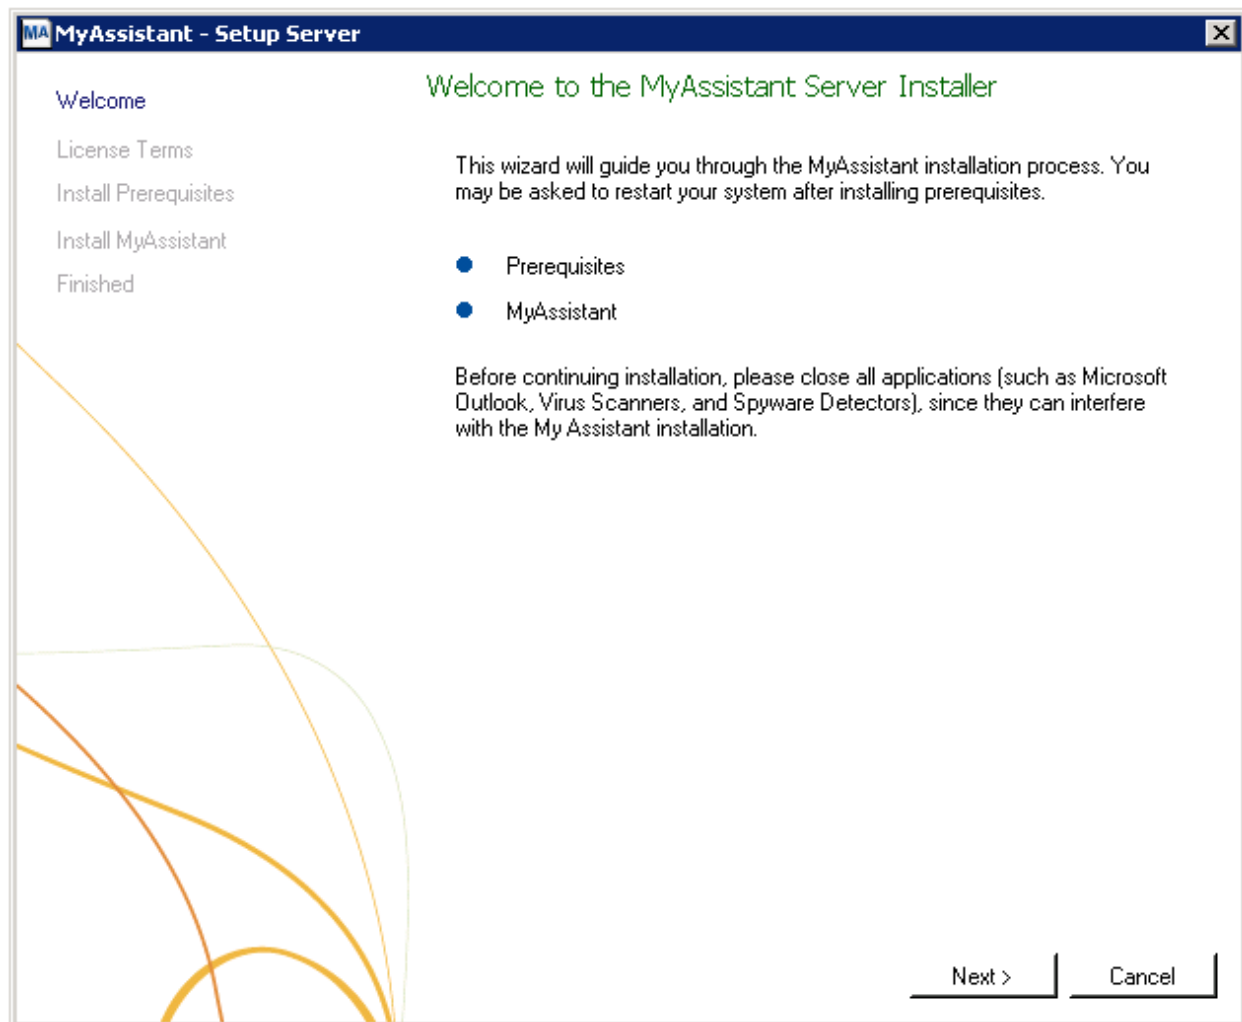 MA MyAssistant - Setup Server
Welcome
License Terms
Install Prerequisites
Install MyAssistant
Finished
Welcome to the MyAssistant Server Installer
This wizard will guide you through the MyAssistant installation process. You
may be asked to restart your system after installing prerequisites.
Prerequisites
MyAssistant
Before continuing installation, please close all applications (such as Microsoft
Outlook, Virus Scanners, and Spyware Detectors), since they can interfere
with the My Assistant installation.
Next >
Cancel